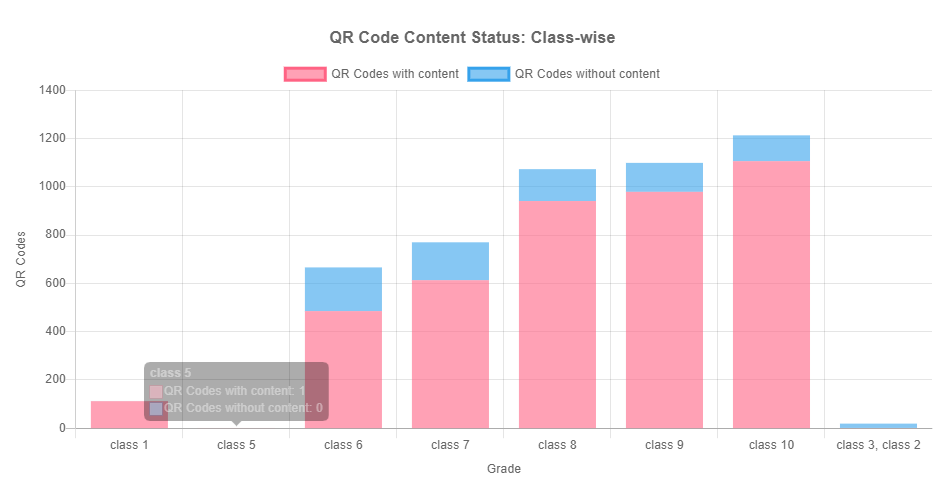 QR Code Content Status: Class-wise
QR Codes with content QR Codes without content
1400
1200
1000
800
600
400
200
0
QR Codes
class 5
QR Codes with content: 1
QR Codes without content: 0
class 1 class 5 class 6 class 7 class 8 class 9 class 10 class 3, class 2
Grade